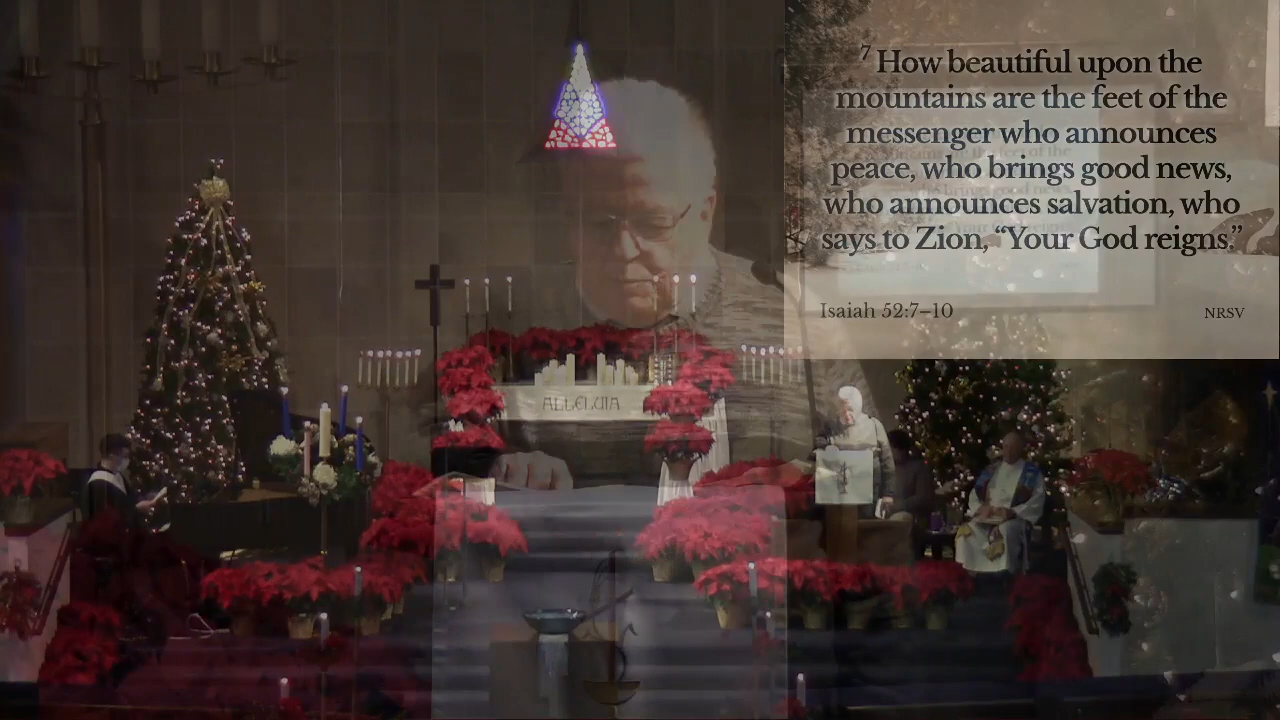 ⁷ How beautiful upon the
mountains are the feet of the
messenger who announces
peace, who brings good news,
who announces salvation, who
says to Zion, “Your God reigns.”
Isaiah 52:7–10
NRSV
ALLELUIA